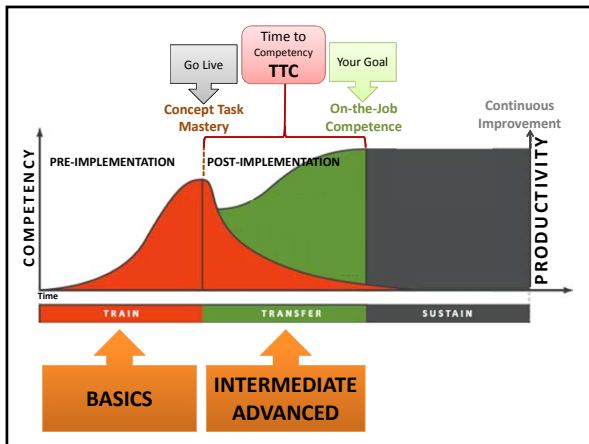 Time to
Competency
TTC
Go Live
Your Goal
Concept Task
Mastery
On-the-Job
Competence
Continuous
Improvement
PRE-IMPLEMENTATION
POST-IMPLEMENTATION
COMPETENCY
PRODUCTIVITY
Time
TRAIN
TRANSFER
SUSTAIN
BASICS
INTERMEDIATE
ADVANCED